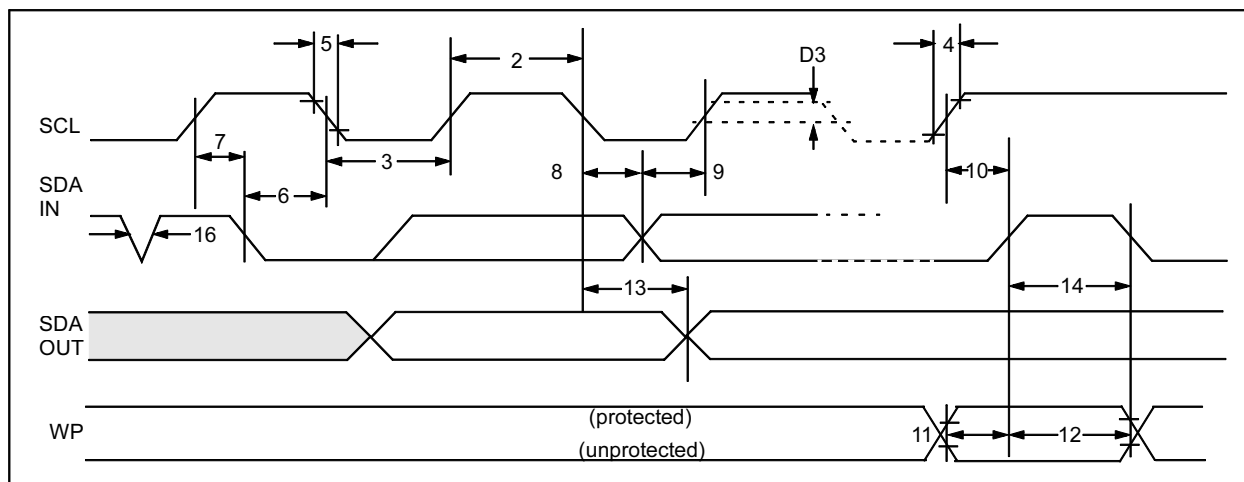 5
2
D3
4
SCL
7
3
8
9
10
SDA
IN
6
16
13
14
SDA
OUT
WP
(protected)
(unprotected)
11
12